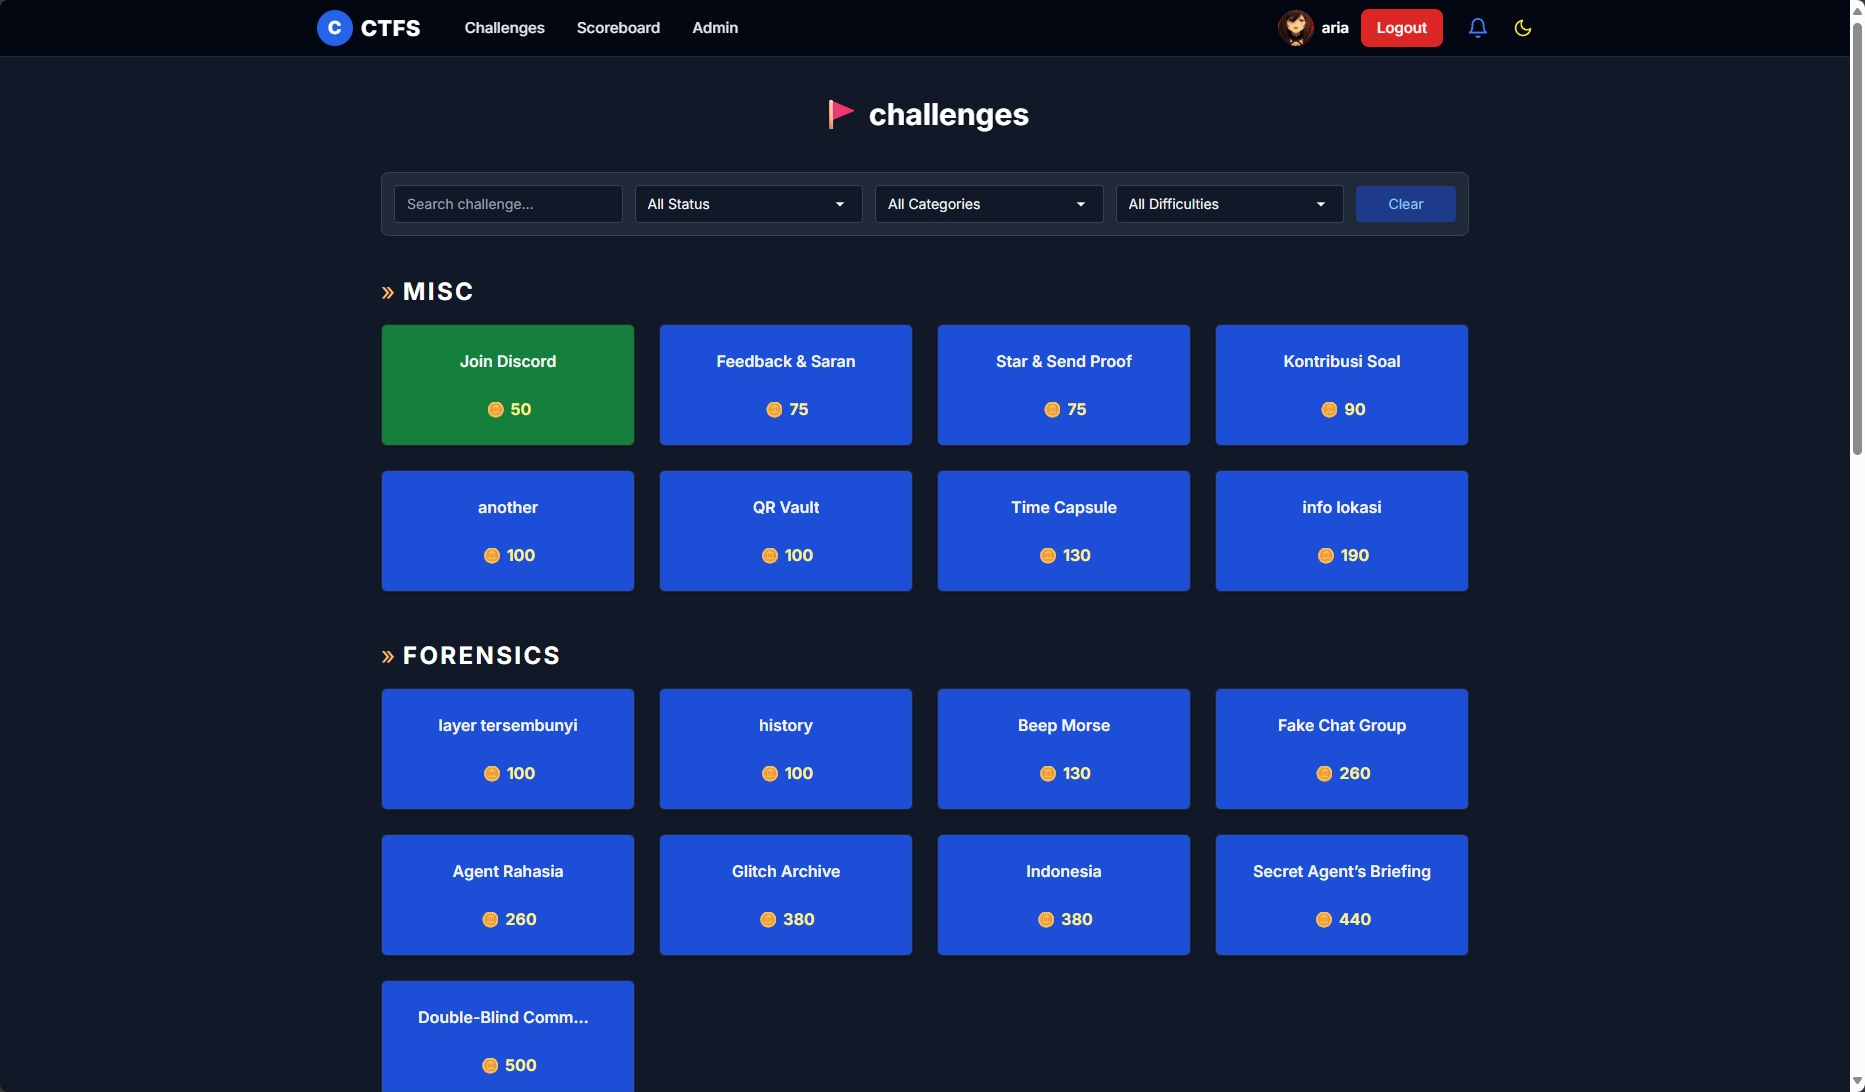 C CTFS Challenges Scoreboard Admin aria Logout
challenges
Search challenge... All Status All Categories All Difficulties Clear
» MISC
Join Discord Feedback & Saran Star & Send Proof Kontribusi Soal
50 75 75 90
another QR Vault Time Capsule info lokasi
100 100 130 190
» FORENSICS
layer tersembunyi history Beep Morse Fake Chat Group
100 100 130 260
Agent Rahasia Glitch Archive Indonesia Secret Agent’s Briefing
260 380 380 440
Double-Blind Comm...
500